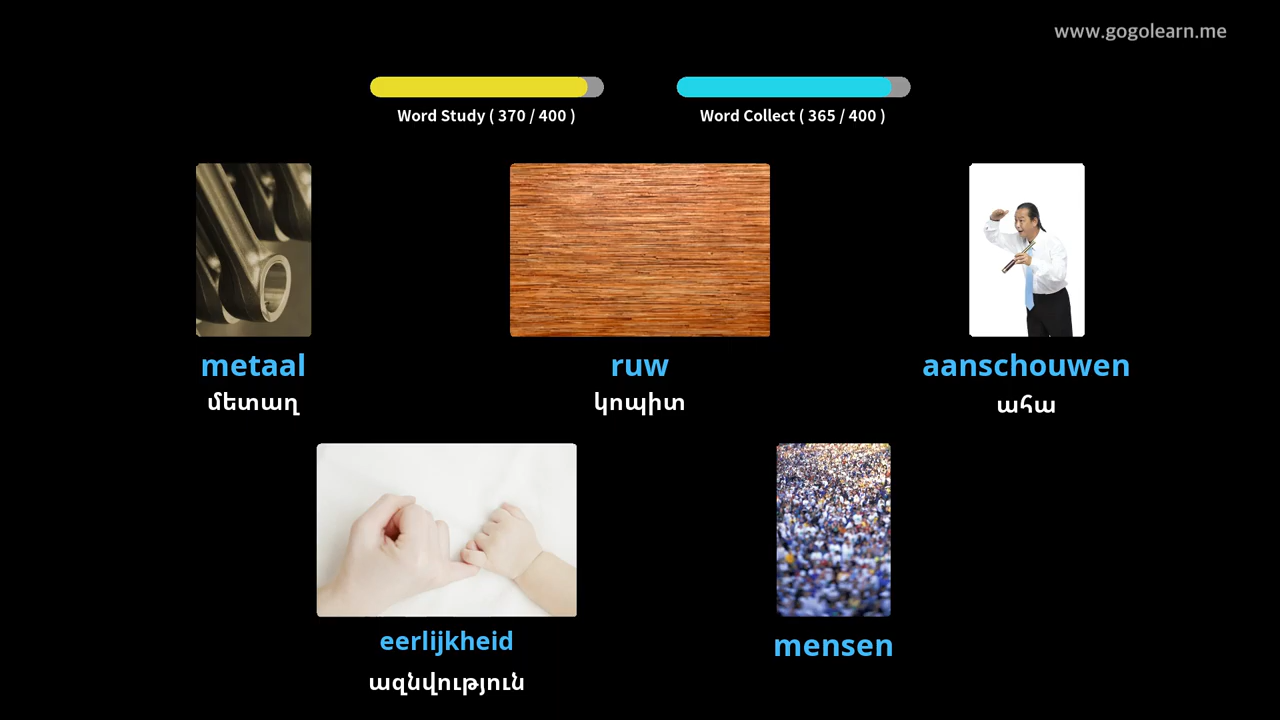 www.gogolearn.me
Word Study ( 370 / 400 )
Word Collect ( 365 / 400 )
metaal
ruw
aanschouwen
մետաղ
կոպիտ
ահա
eerlijkheid
mensen
ազնվություն